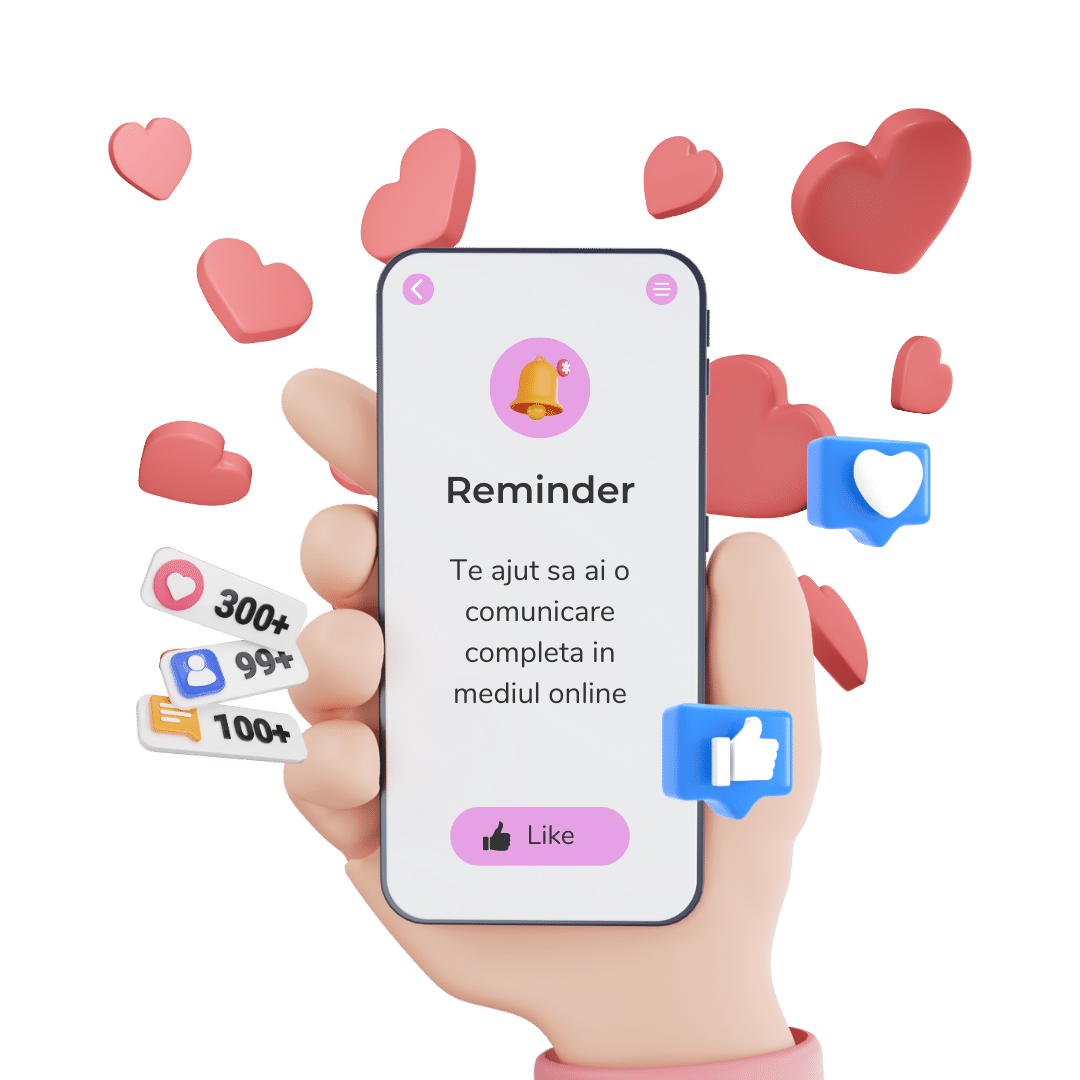 Reminder
Te ajut sa ai o
comunicare
completa in
mediul online
300+
99+
100+
Like